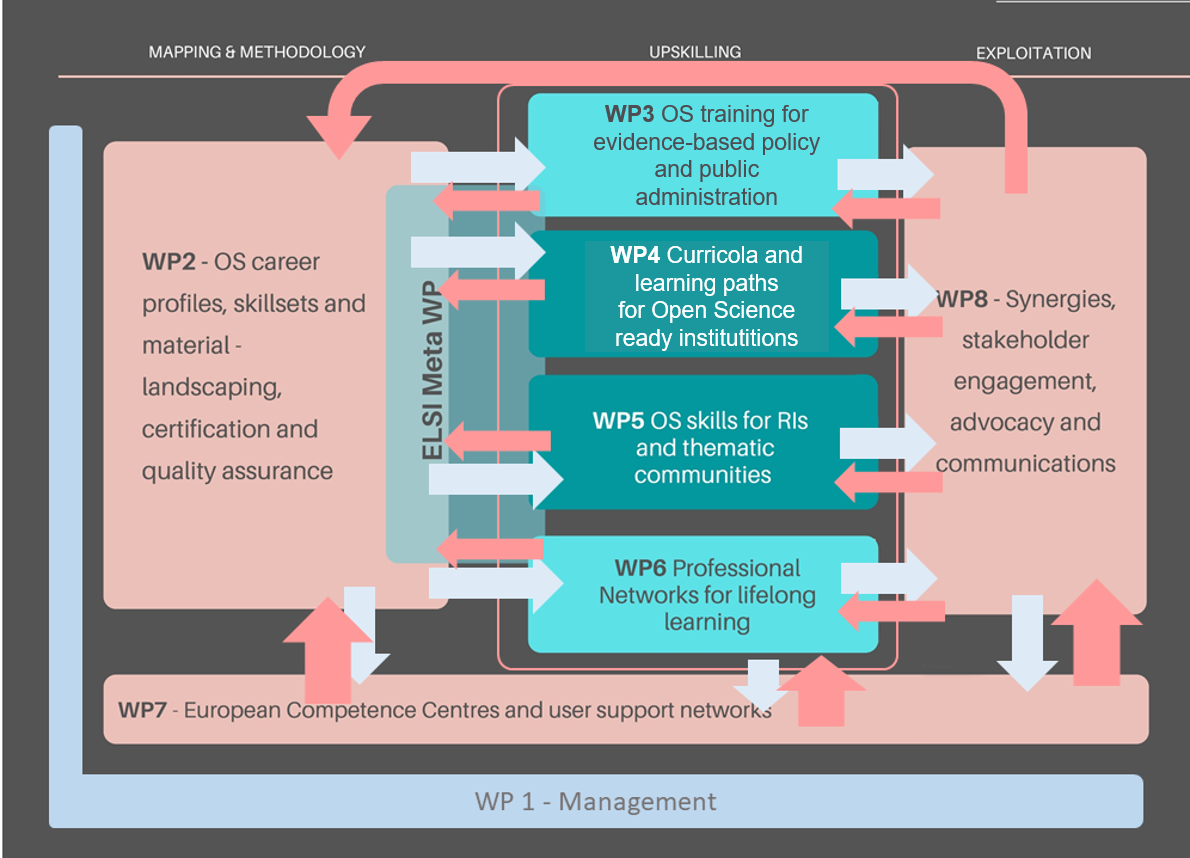 MAPPING & METHODOLOGY
UPSKILLING
EXPLOITATION
WP2 - OS career
profiles, skillsets and
material -
landscaping,
certification and
quality assurance
ELSI Meta WP
WP3 OS training for
evidence-based policy
and public
administration
WP4 Curricola and
learning paths
for Open Science
ready institutitions
WP5 OS skills for RIs
and thematic
communities
WP6 Professional
Networks for lifelong
learning
WP8 - Synergies,
stakeholder
engagement,
advocacy and
communications
WP7 - European Competence Centres and user support networks
WP 1 - Management